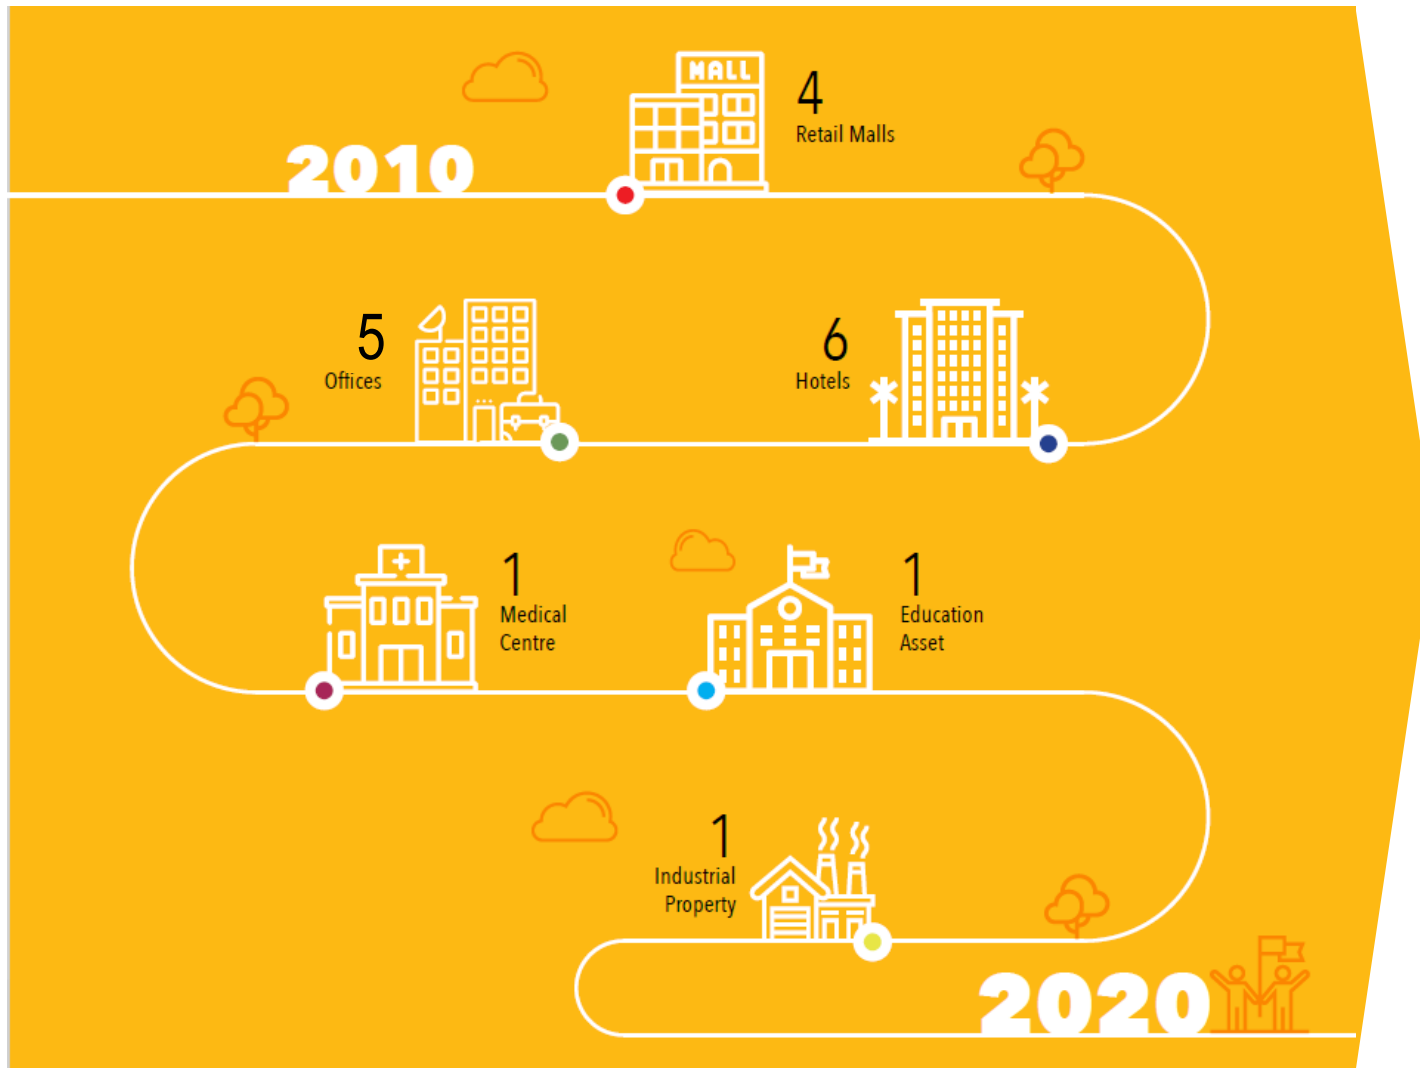 MALL
4
Retail Malls
2010
6
Hotels
5
Offices
1
Medical
Centre
1
Education
Asset
1
Industrial
Property
2020